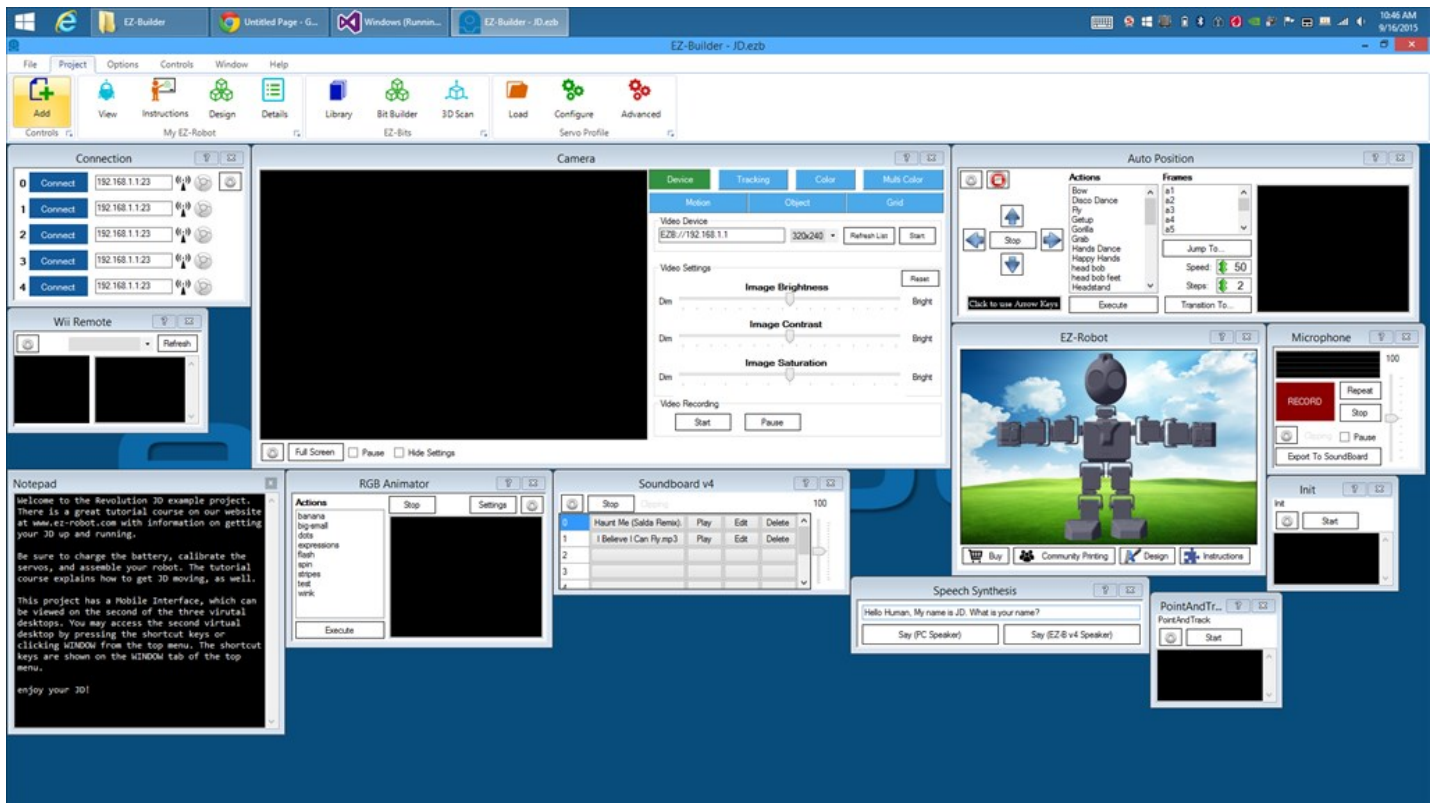 EZ-Builder
Untitled Page - G...
Windows (Runnin...
EZ-Builder - JD.ezb
10:46 AM
9/16/2015
EZ-Builder - JD.ezb
File Project Options Controls Window Help
Add View Instructions Design Details Library Bit Builder 3D Scan Load Configure Advanced
Controls My EZ-Robot EZ-Bits Servo Profile
Connection
0 Connect 192.168.1.1:23
1 Connect 192.168.1.1:23
2 Connect 192.168.1.1:23
3 Connect 192.168.1.1:23
4 Connect 192.168.1.1:23
Wii Remote
Refresh
Camera
Device Tracking Color Multi Color
Motion Object Grid
Video Device
EZB://192.168.1.1 320x240 Refresh List Start
Video Settings
Reset
Image Brightness
Dim Bright
Image Contrast
Dim Bright
Image Saturation
Dim Bright
Video Recording
Start Pause
Full Screen Pause Hide Settings
Auto Position
Actions Frames
Bow
Disco Dance
Fly
Getup
Gorilla
Grab
Hands Dance
Happy Hands
head bob
head bob feet
Headstand
a1
a2
a3
a4
a5
Stop
Jump To...
Speed: 50
Steps: 2
Click to use Arrow Keys Execute Transition To...
EZ-Robot
Buy Community Printing Design Instructions
Microphone
100
RECORD
Repeat
Stop
Clipping Pause
Export To SoundBoard
Notepad
Welcome to the Revolution JD example project.
There is a great tutorial course on our website
at www.ez-robot.com with information on getting
your JD up and running.
Be sure to charge the battery, calibrate the
servos, and assemble your robot. The tutorial
course explains how to get JD moving, as well.
This project has a Mobile Interface, which can
be viewed on the second of the three virutal
desktops. You may access the second virtual
desktop by pressing the shortcut keys or
clicking WINDOW from the top menu. The shortcut
keys are shown on the WINDOW tab of the top
menu.
enjoy your JD!
RGB Animator
Actions Stop Settings
banana
big-small
dots
expressions
flash
spin
stripes
test
wink
Execute
Soundboard v4
Stop Clipping 100
0 Haunt Me (Salda Remix). Play Edit Delete
1 I Believe I Can Fly.mp3 Play Edit Delete
2
3
Init
Init
Start
Speech Synthesis
Hello Human, My name is JD. What is your name?
Say (PC Speaker) Say (EZ-B v4 Speaker)
PointAndTr...
PointAndTrack
Start